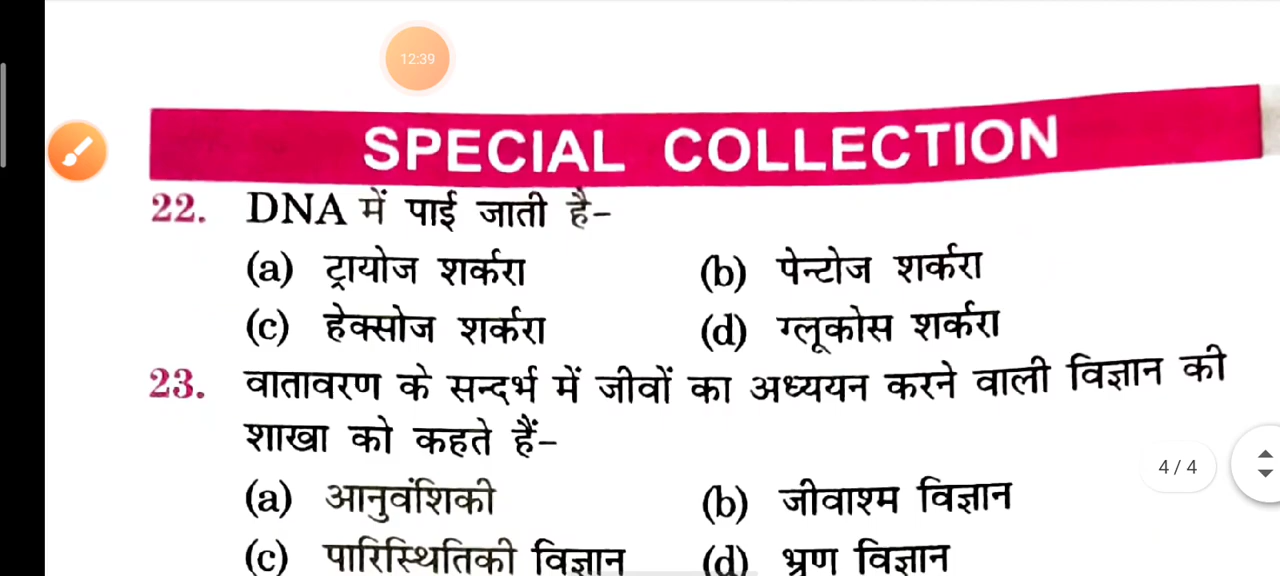 12:39
SPECIAL COLLECTION
22. DNA में पाई जाती है-
(a) ट्रायोज शर्करा (b) पेन्टोज शर्करा
(c) हेक्सोज शर्करा (d) ग्लूकोस शर्करा
23. वातावरण के सन्दर्भ में जीवों का अध्ययन करने वाली विज्ञान की
शाखा को कहते हैं-
4 / 4
(a) आनुवंशिकी (b) जीवाश्म विज्ञान
(c) पारिस्थितिकी विज्ञान (d) भ्रूण विज्ञान